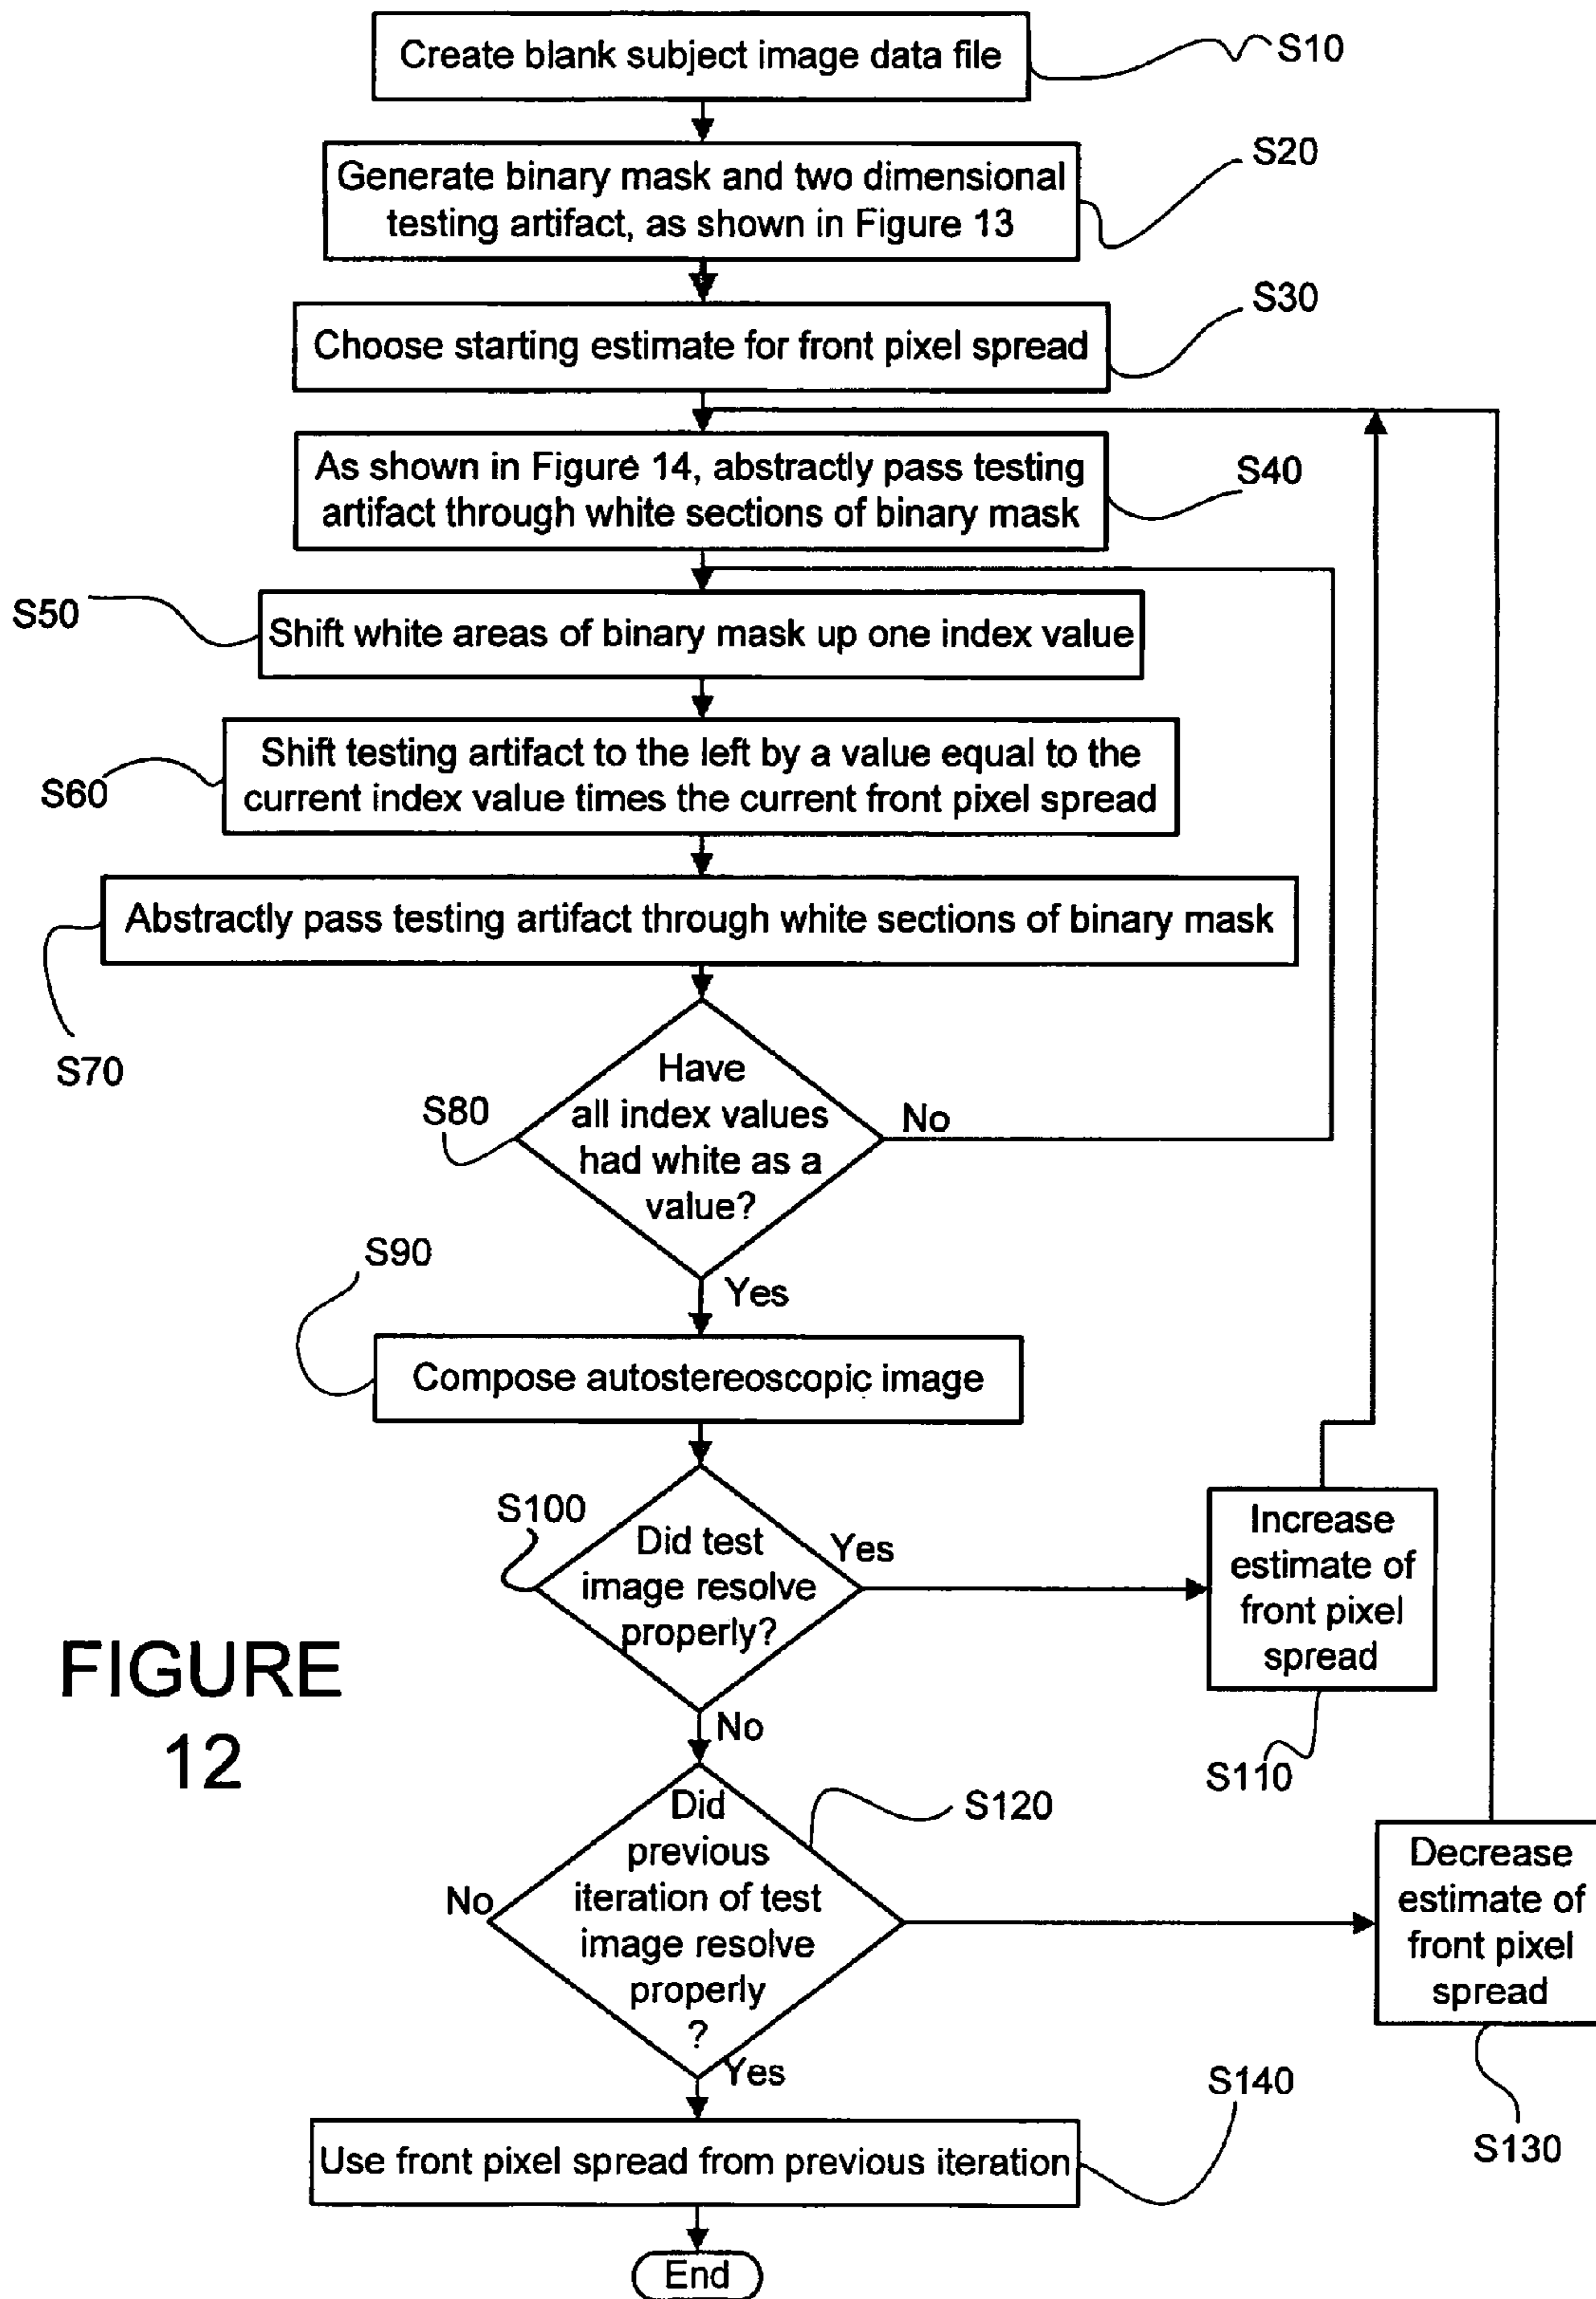 Create blank subject image data file
S10
Generate binary mask and two dimensional
testing artifact, as shown in Figure 13
S20
Choose starting estimate for front pixel spread
S30
As shown in Figure 14, abstractly pass testing
artifact through white sections of binary mask
S40
S50
Shift white areas of binary mask up one index value
Shift testing artifact to the left by a value equal to the
current index value times the current front pixel spread
S60
Abstractly pass testing artifact through white sections of binary mask
S70
Have
all index values
had white as a
value?
S80
No
Yes
S90
Compose autostereoscopic image
S100
Did test
image resolve
properly?
Yes
Increase
estimate of
front pixel
spread
S110
No
FIGURE
12
Did
previous
iteration of test
image resolve
properly
?
S120
No
Decrease
estimate of
front pixel
spread
S130
Yes
Use front pixel spread from previous iteration
S140
End